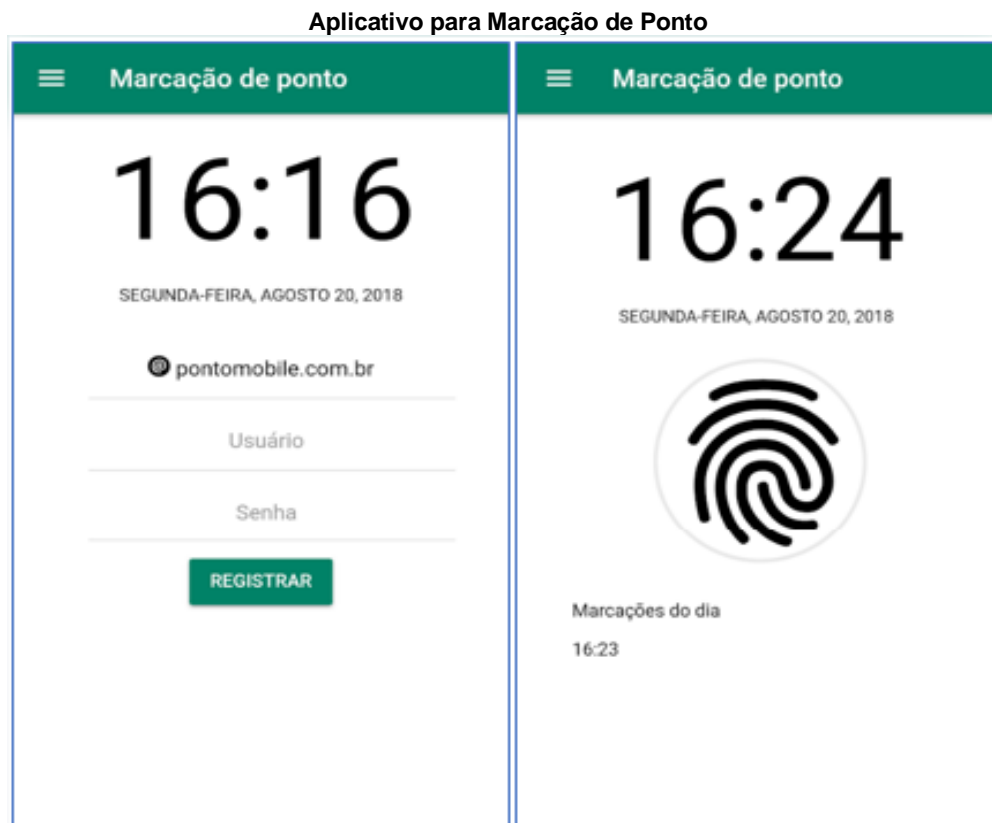 Aplicativo para Marcação de Ponto
Marcação de ponto
16:16
SEGUNDA-FEIRA, AGOSTO 20, 2018
pontomobile.com.br
Usuário
Senha
REGISTRAR
Marcação de ponto
16:24
SEGUNDA-FEIRA, AGOSTO 20, 2018
Marcações do dia
16:23